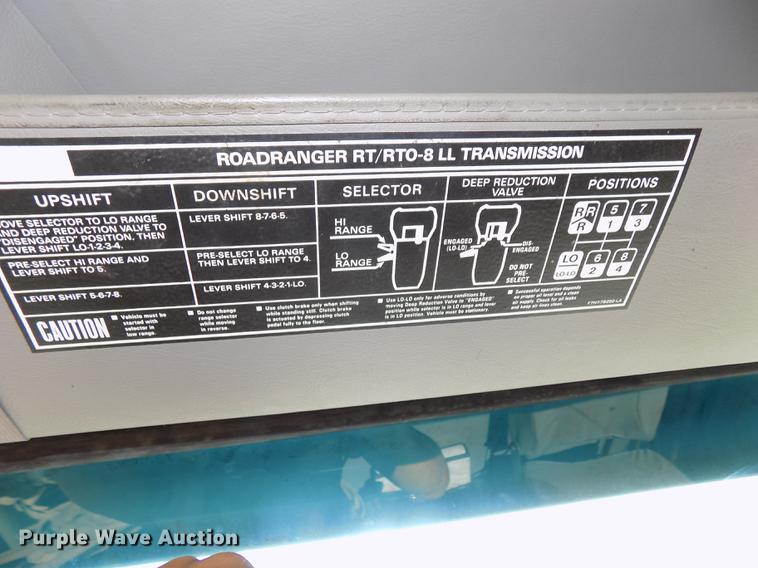 ROADRANGER RT/RTO-8 LL TRANSMISSION
UPSHIFT
OVE SELECTOR TO LO RANGE
AND DEEP REDUCTION VALVE TO
"DISENGAGED" POSITION, THEN
LEVER SHIFT LO-1-2-3-4.
PRE-SELECT HI RANGE AND
LEVER SHIFT TO 5.
LEVER SHIFT 5-6-7-8.
DOWNSHIFT
LEVER SHIFT 8-7-6-5.
PRE-SELECT LO RANGE
THEN LEVER SHIFT TO 4.
LEVER SHIFT 4-3-2-1-LO.
SELECTOR
HI
RANGE
LO
RANGE
DEEP REDUCTION
VALVE
ENGAGED
(LO-LO)
DIS-
ENGAGED
DO NOT
PRE-
SELECT
POSITIONS
R R 5 7
R 1 3
LO 6 8
LO-LO 2 4
CAUTION
Vehicle must be
started with
selector in
low range.
Do not change
range selector
while moving
in reverse.
Use clutch brake only when shifting
while standing still. Clutch brake
is actuated by depressing clutch
pedal fully to the floor.
Use LO-LO only for adverse conditions by
moving Deep Reduction Valve to "ENGAGED"
position while selector is in LO range and lever
is in LO position. Vehicle must be stationary.
Successful operation depends
on proper oil level and a clean
air supply. Check for oil leaks
and keep air lines clean.
Purple Wave Auction